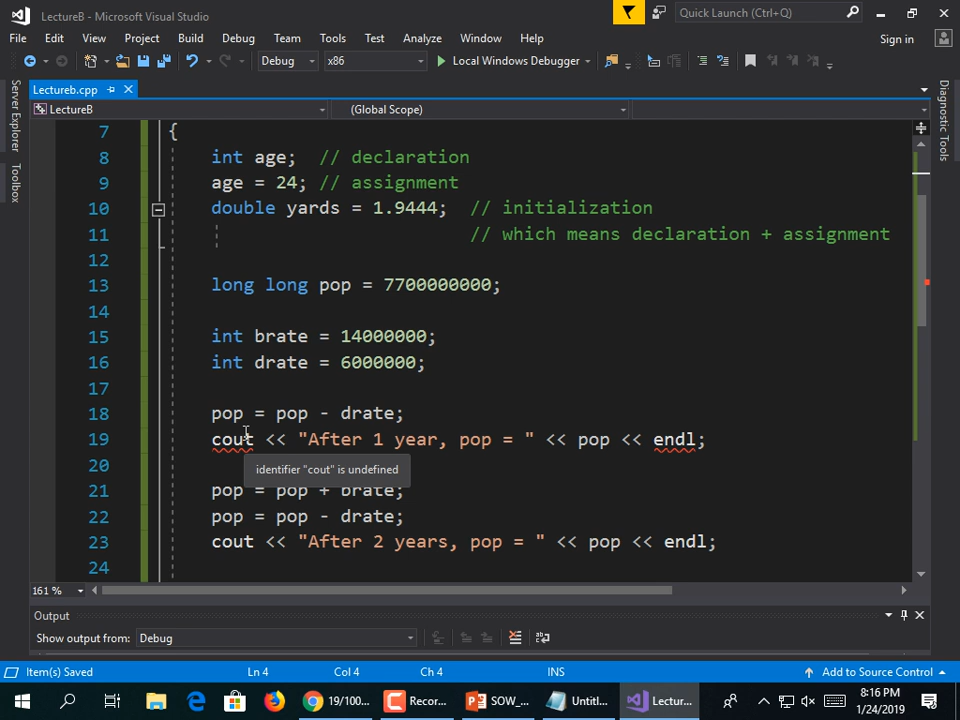 LectureB - Microsoft Visual Studio
Quick Launch (Ctrl+Q)
File Edit View Project Build Debug Team Tools Test Analyze Window Help Sign in
Debug x86 Local Windows Debugger
Lectureb.cpp
LectureB (Global Scope)
Server Explorer
Toolbox
Diagnostic Tools
7 {
8 int age; // declaration
9 age = 24; // assignment
10 double yards = 1.9444; // initialization
11 // which means declaration + assignment
12
13 long long pop = 7700000000;
14
15 int brate = 14000000;
16 int drate = 6000000;
17
18 pop = pop - drate;
19 cout << "After 1 year, pop = " << pop << endl;
20
identifier "cout" is undefined
21 pop = pop + brate;
22 pop = pop - drate;
23 cout << "After 2 years, pop = " << pop << endl;
24
161 %
Output
Show output from: Debug
Item(s) Saved Ln 4 Col 4 Ch 4 INS Add to Source Control
19/100... Recor... SOW_... Untitl... Lectur...
8:16 PM
1/24/2019